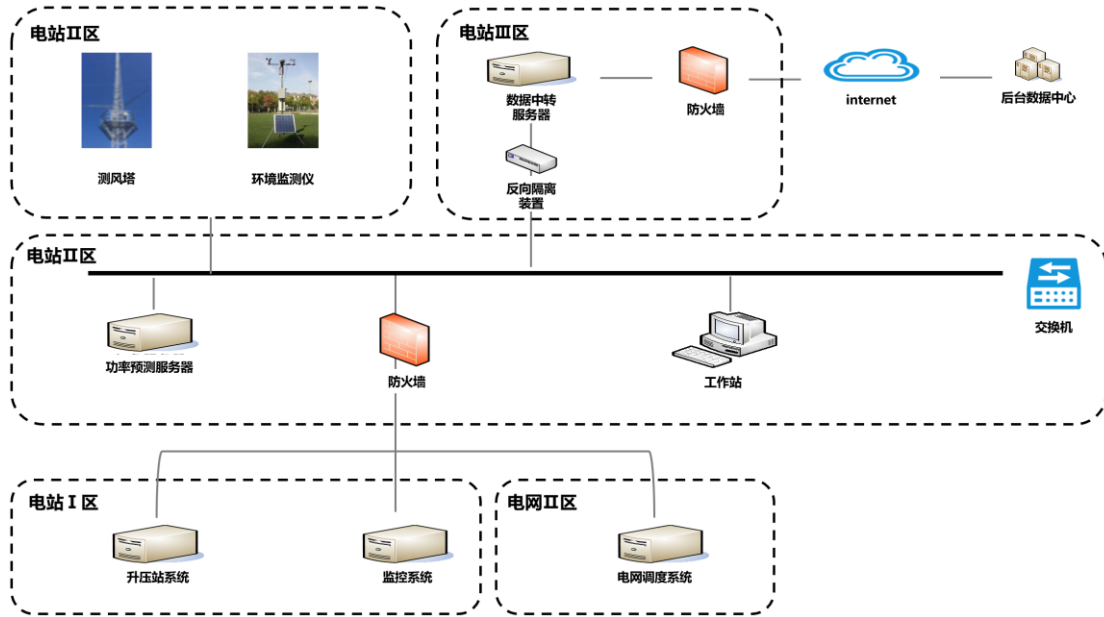 电站Ⅱ区
测风塔
环境监测仪
电站Ⅲ区
数据中转
服务器
防火墙
反向隔离
装置
internet
后台数据中心
电站Ⅱ区
交换机
功率预测服务器
防火墙
工作站
电站Ⅰ区
升压站系统
监控系统
电网Ⅱ区
电网调度系统